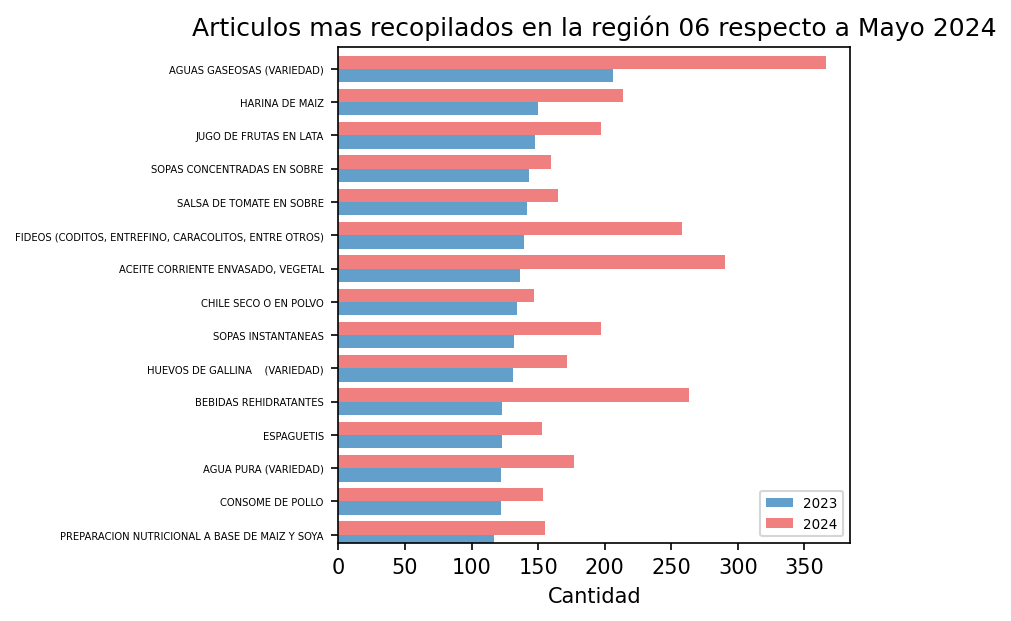 Articulos mas recopilados en la región 06 respecto a Mayo 2024
AGUAS GASEOSAS (VARIEDAD)
HARINA DE MAIZ
JUGO DE FRUTAS EN LATA
SOPAS CONCENTRADAS EN SOBRE
SALSA DE TOMATE EN SOBRE
FIDEOS (CODITOS, ENTREFINO, CARACOLITOS, ENTRE OTROS)
ACEITE CORRIENTE ENVASADO, VEGETAL
CHILE SECO O EN POLVO
SOPAS INSTANTANEAS
HUEVOS DE GALLINA    (VARIEDAD)
BEBIDAS REHIDRATANTES
ESPAGUETIS
AGUA PURA (VARIEDAD)
CONSOME DE POLLO
PREPARACION NUTRICIONAL A BASE DE MAIZ Y SOYA
2023
2024
0 50 100 150 200 250 300 350
Cantidad